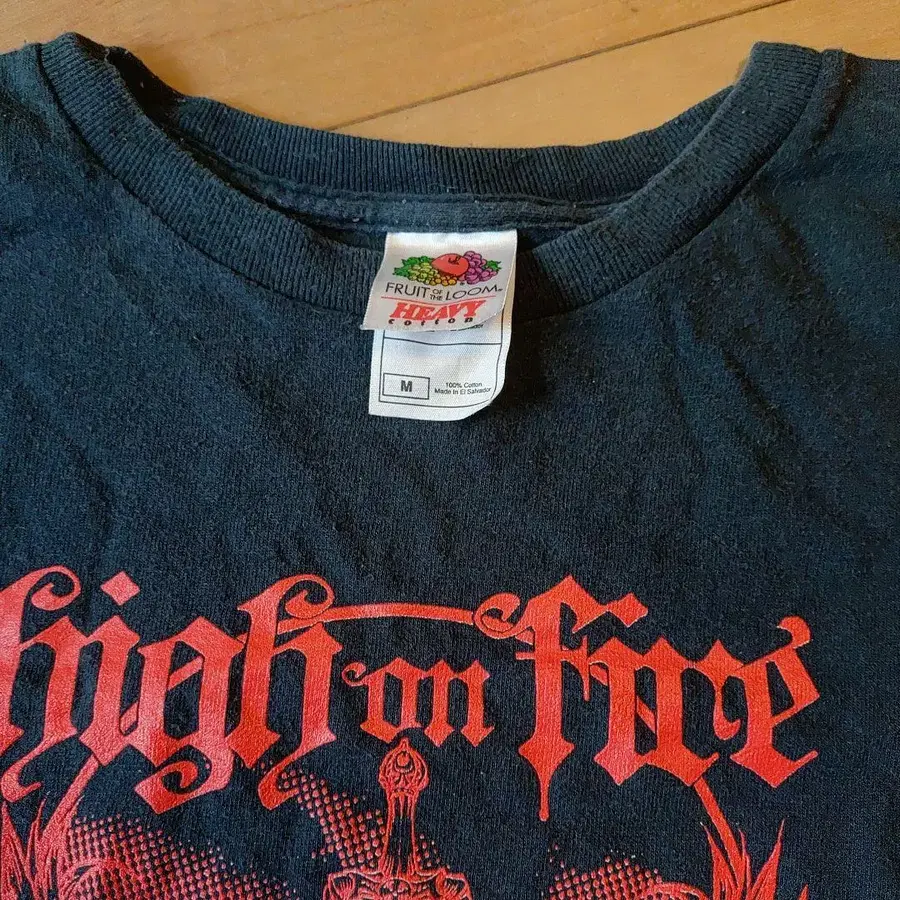 FRUIT OF THE LOOM®
HEAVY
cotton
M
100% Cotton
Made In El Salvador
high on fire